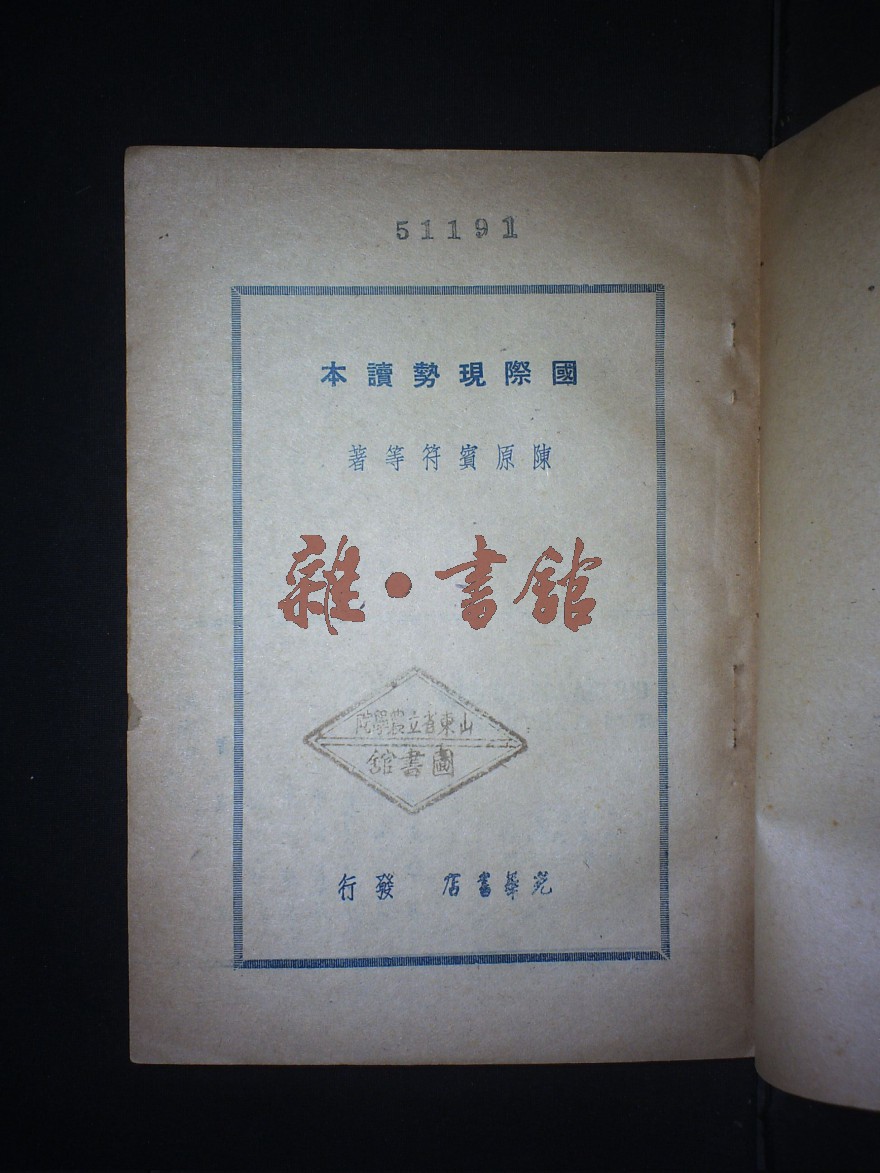 51191
國際現勢讀本
陳原賓符等著
雜·書館
山東省立農學院
圖書館
光華書店 發行